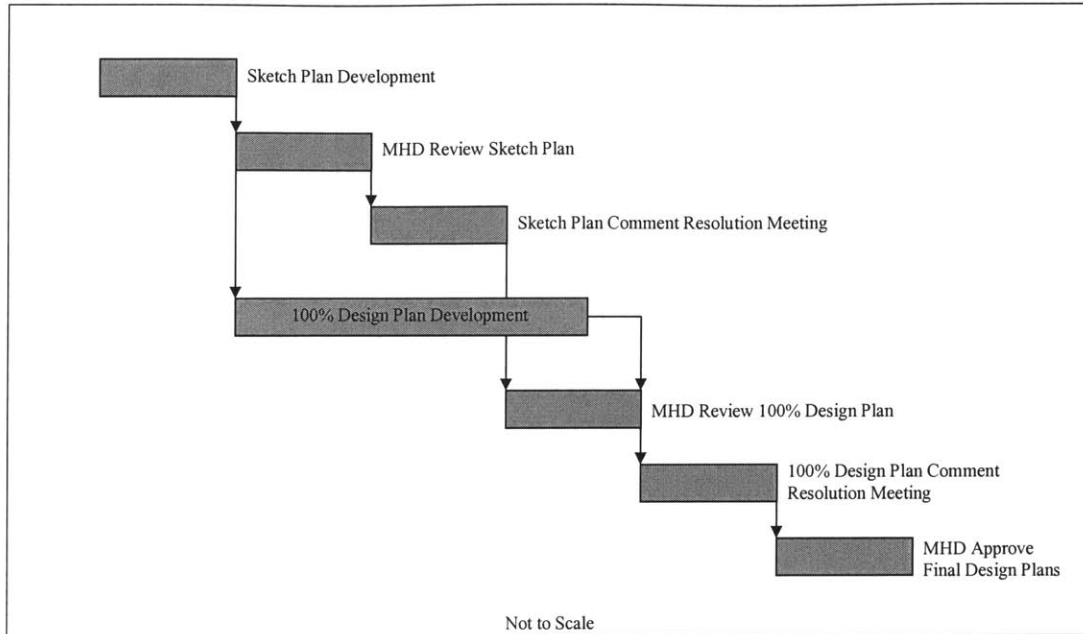 Sketch Plan Development
MHD Review Sketch Plan
Sketch Plan Comment Resolution Meeting
100% Design Plan Development
MHD Review 100% Design Plan
100% Design Plan Comment
Resolution Meeting
MHD Approve
Final Design Plans
Not to Scale